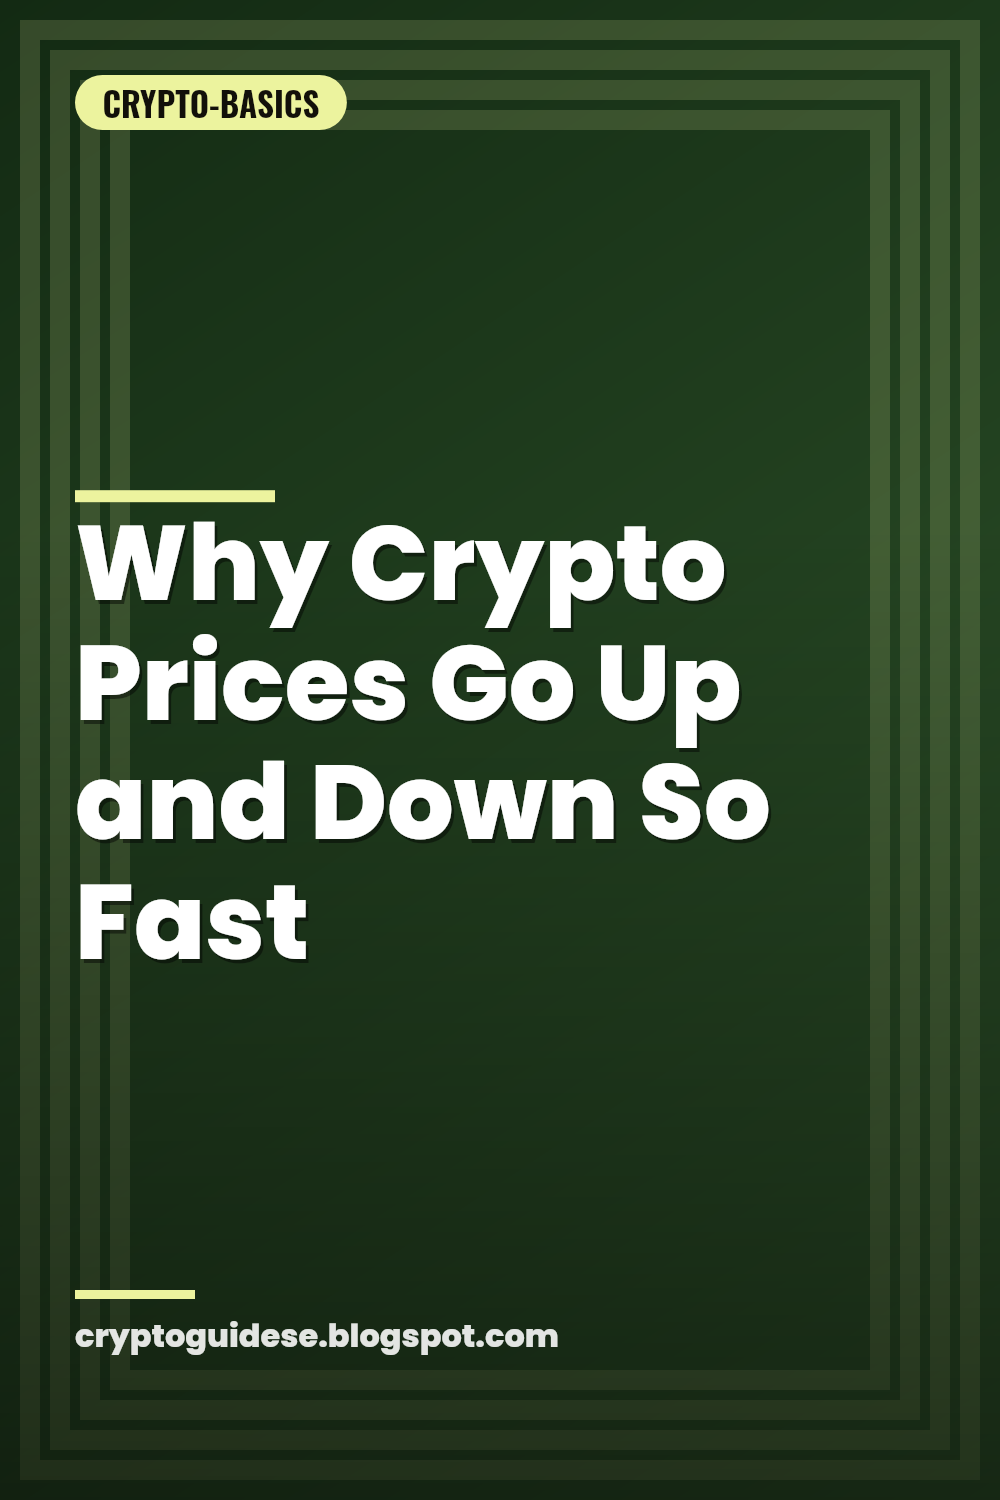 CRYPTO-BASICS
Why Crypto
Prices Go Up
and Down So
Fast
cryptoguidese.blogspot.com